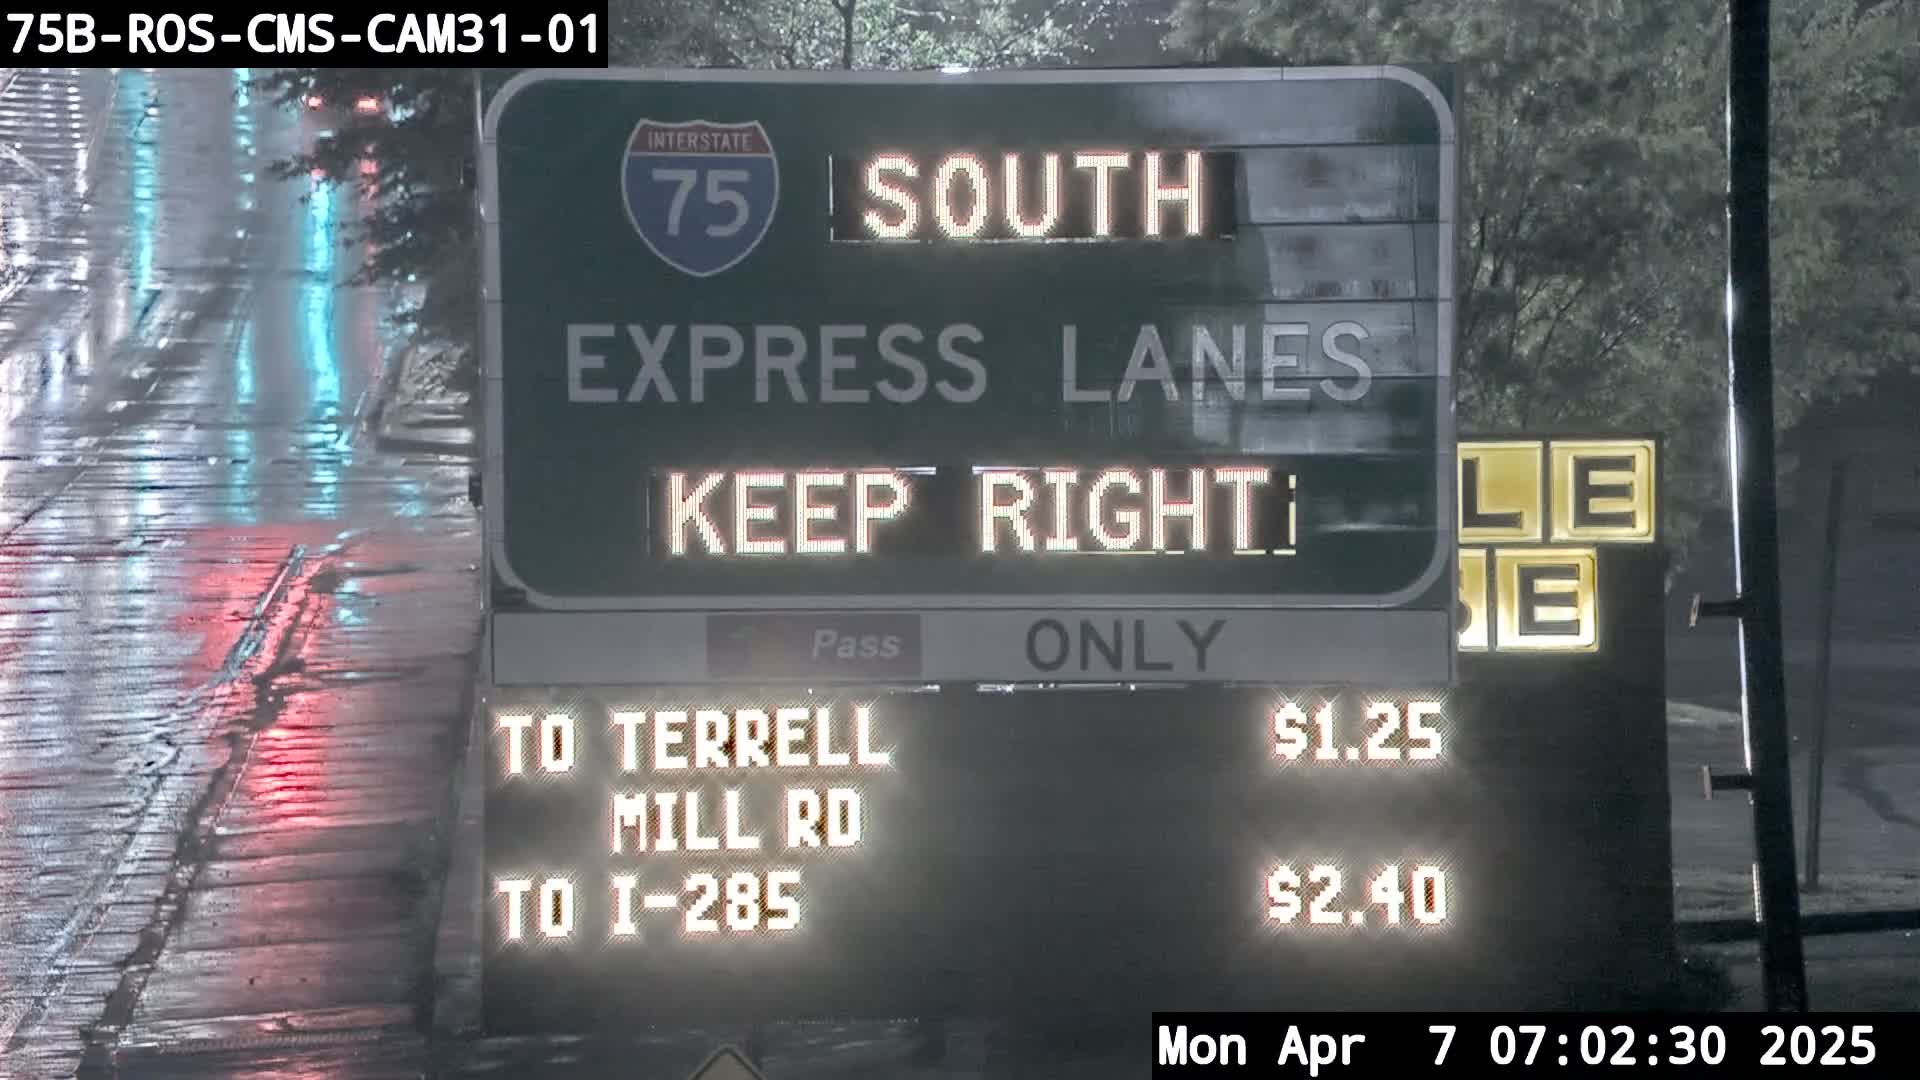 75B-ROS-CMS-CAM31-01
INTERSTATE
75
SOUTH
EXPRESS LANES
KEEP RIGHT
Pass ONLY
LE
E
TO TERRELL $1.25
MILL RD
TO I-285 $2.40
Mon Apr 7 07:02:30 2025